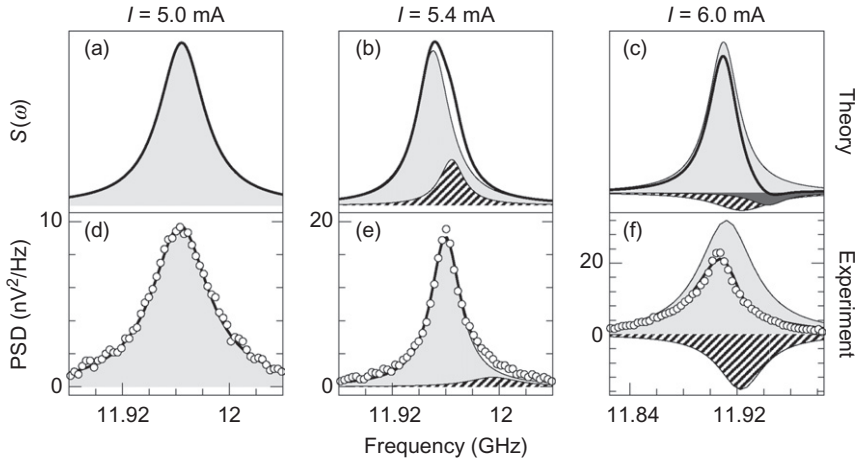 I = 5.0 mA I = 5.4 mA I = 6.0 mA
(a) (b) (c)
S(ω) Theory
(d) (e) (f)
10 20 20
0 0 0
PSD (nV²/Hz) Experiment
11.92 12 11.92 12 11.84 11.92
Frequency (GHz)